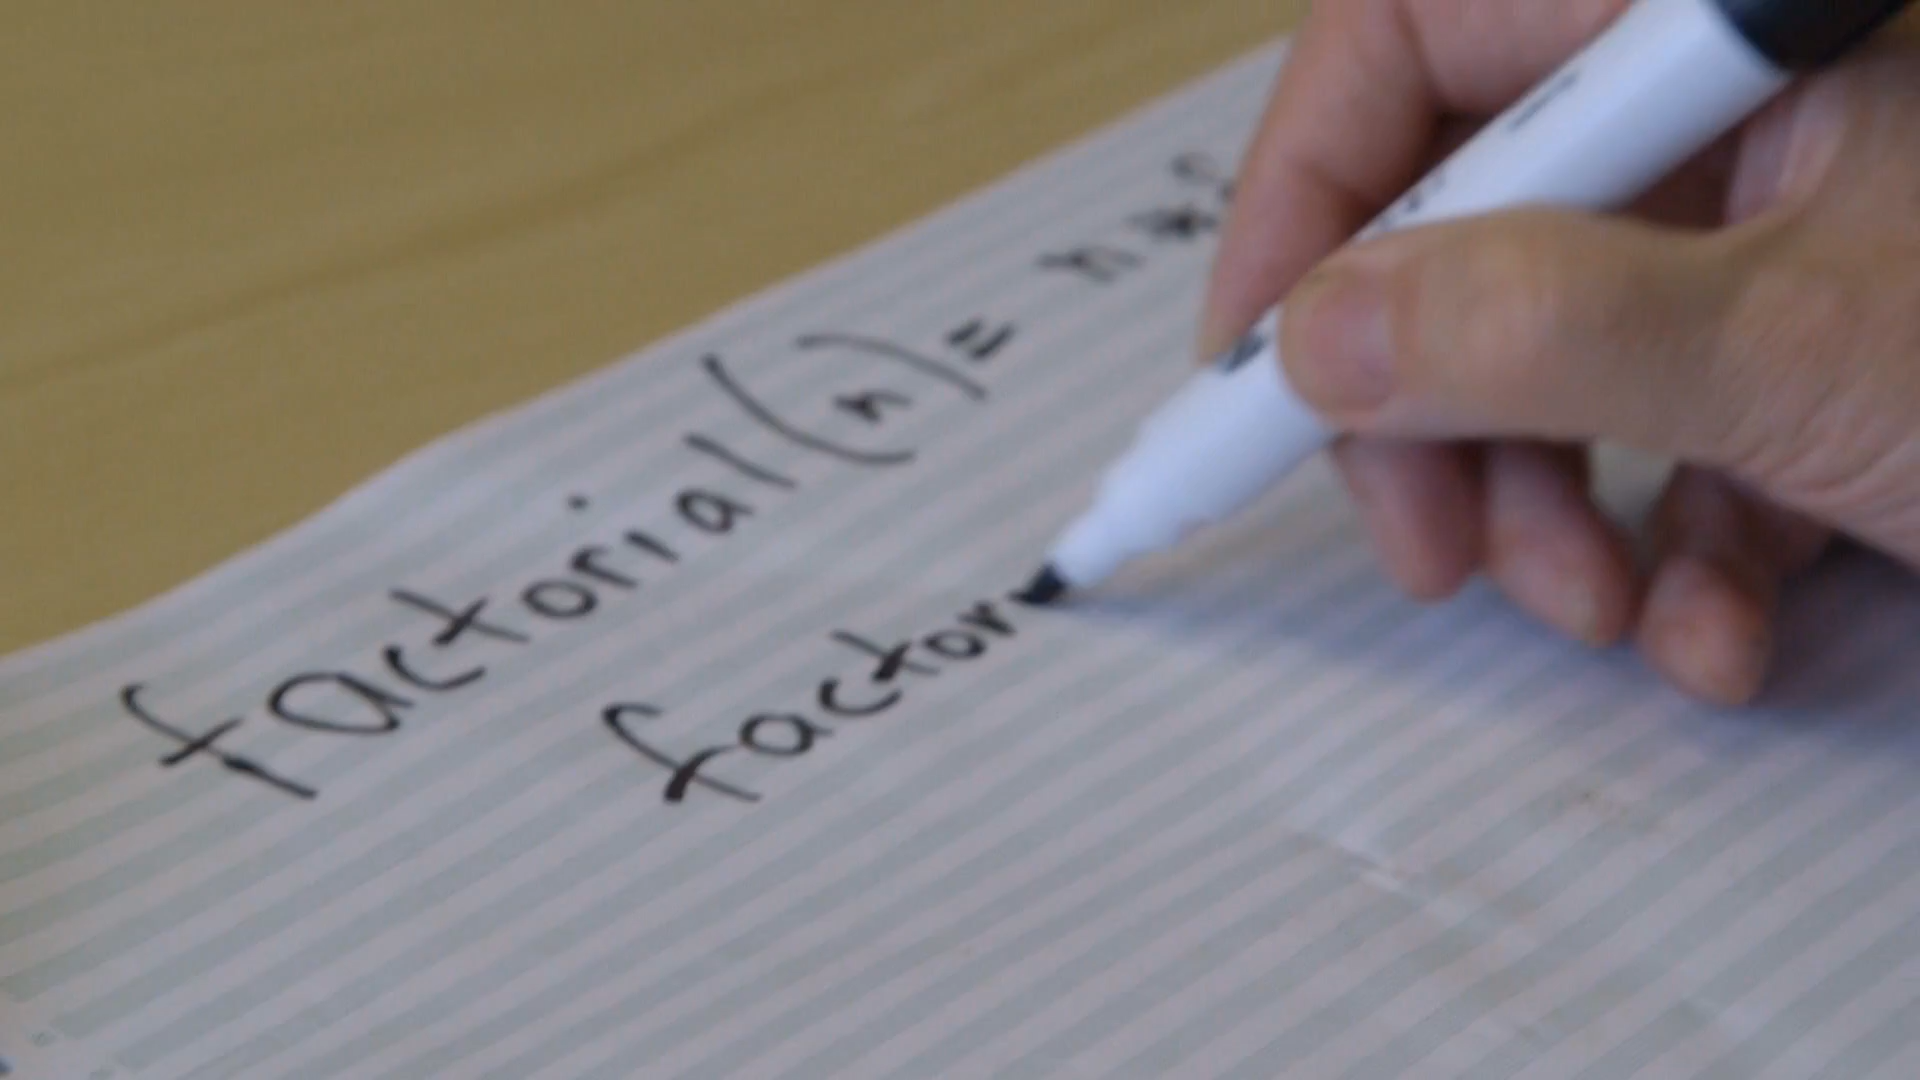 factorial(n) = n *
factor